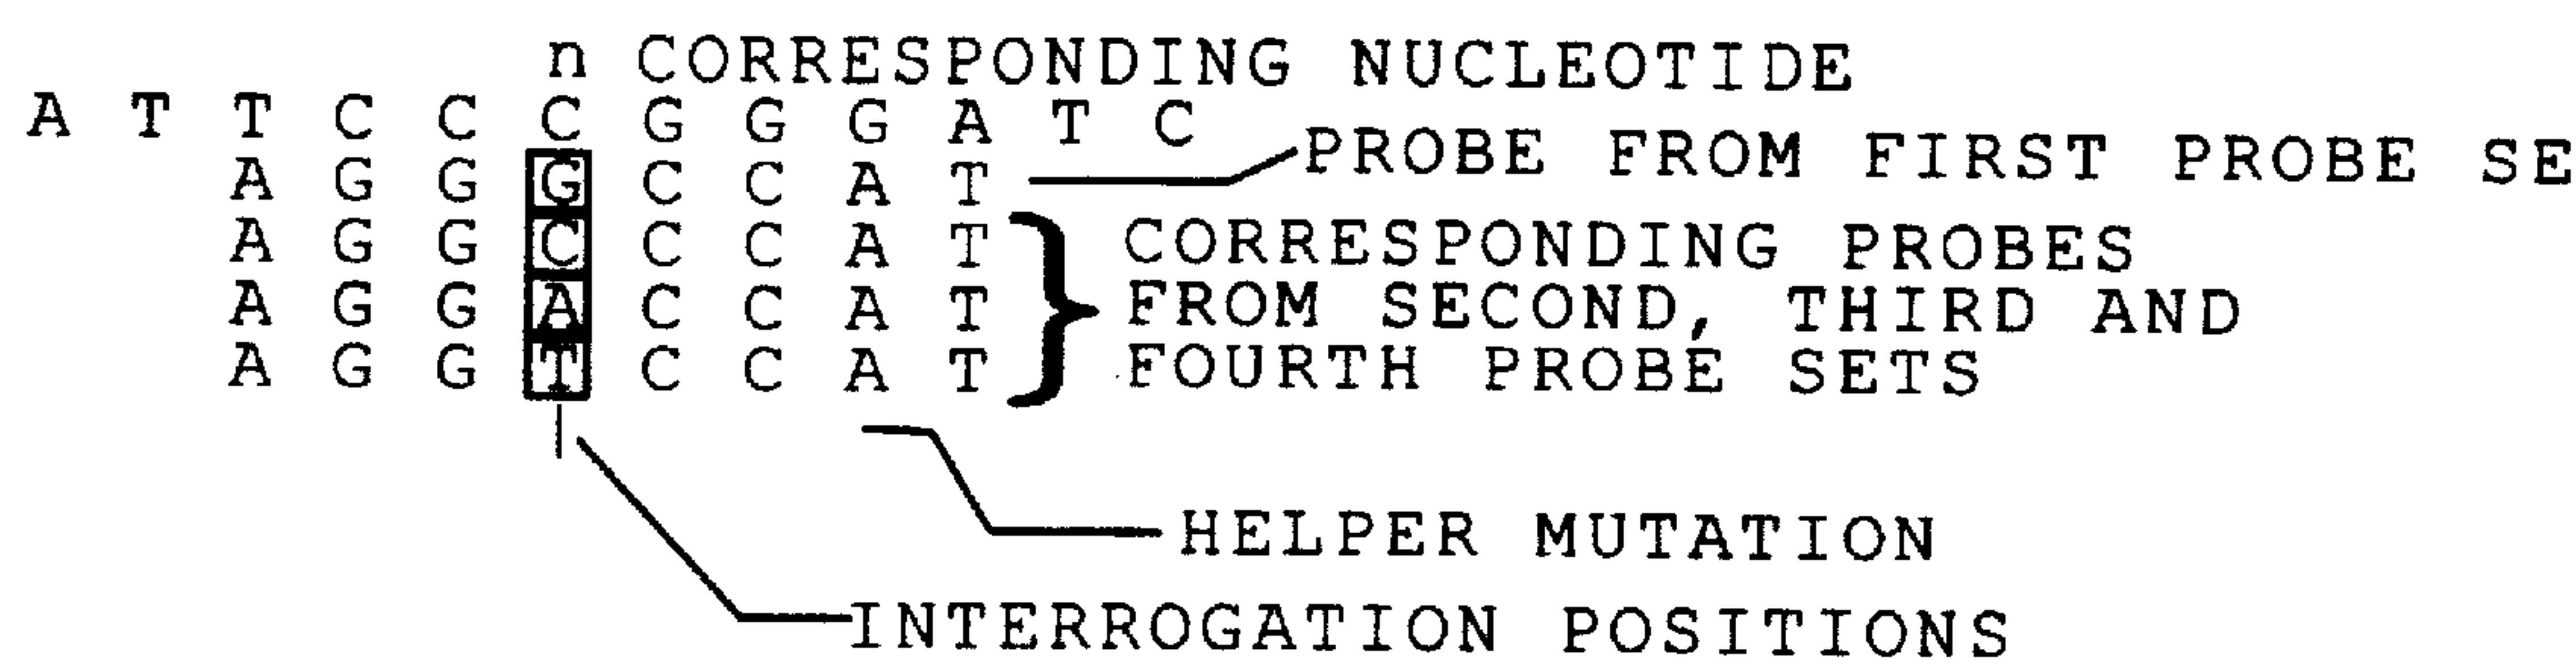 n CORRESPONDING NUCLEOTIDE
A T T C C C G G G A T C
A G G G C C A T PROBE FROM FIRST PROBE SE
A G G C C C A T CORRESPONDING PROBES
A G G A C C A T FROM SECOND, THIRD AND
A G G T C C A T FOURTH PROBE SETS
HELPER MUTATION
INTERROGATION POSITIONS